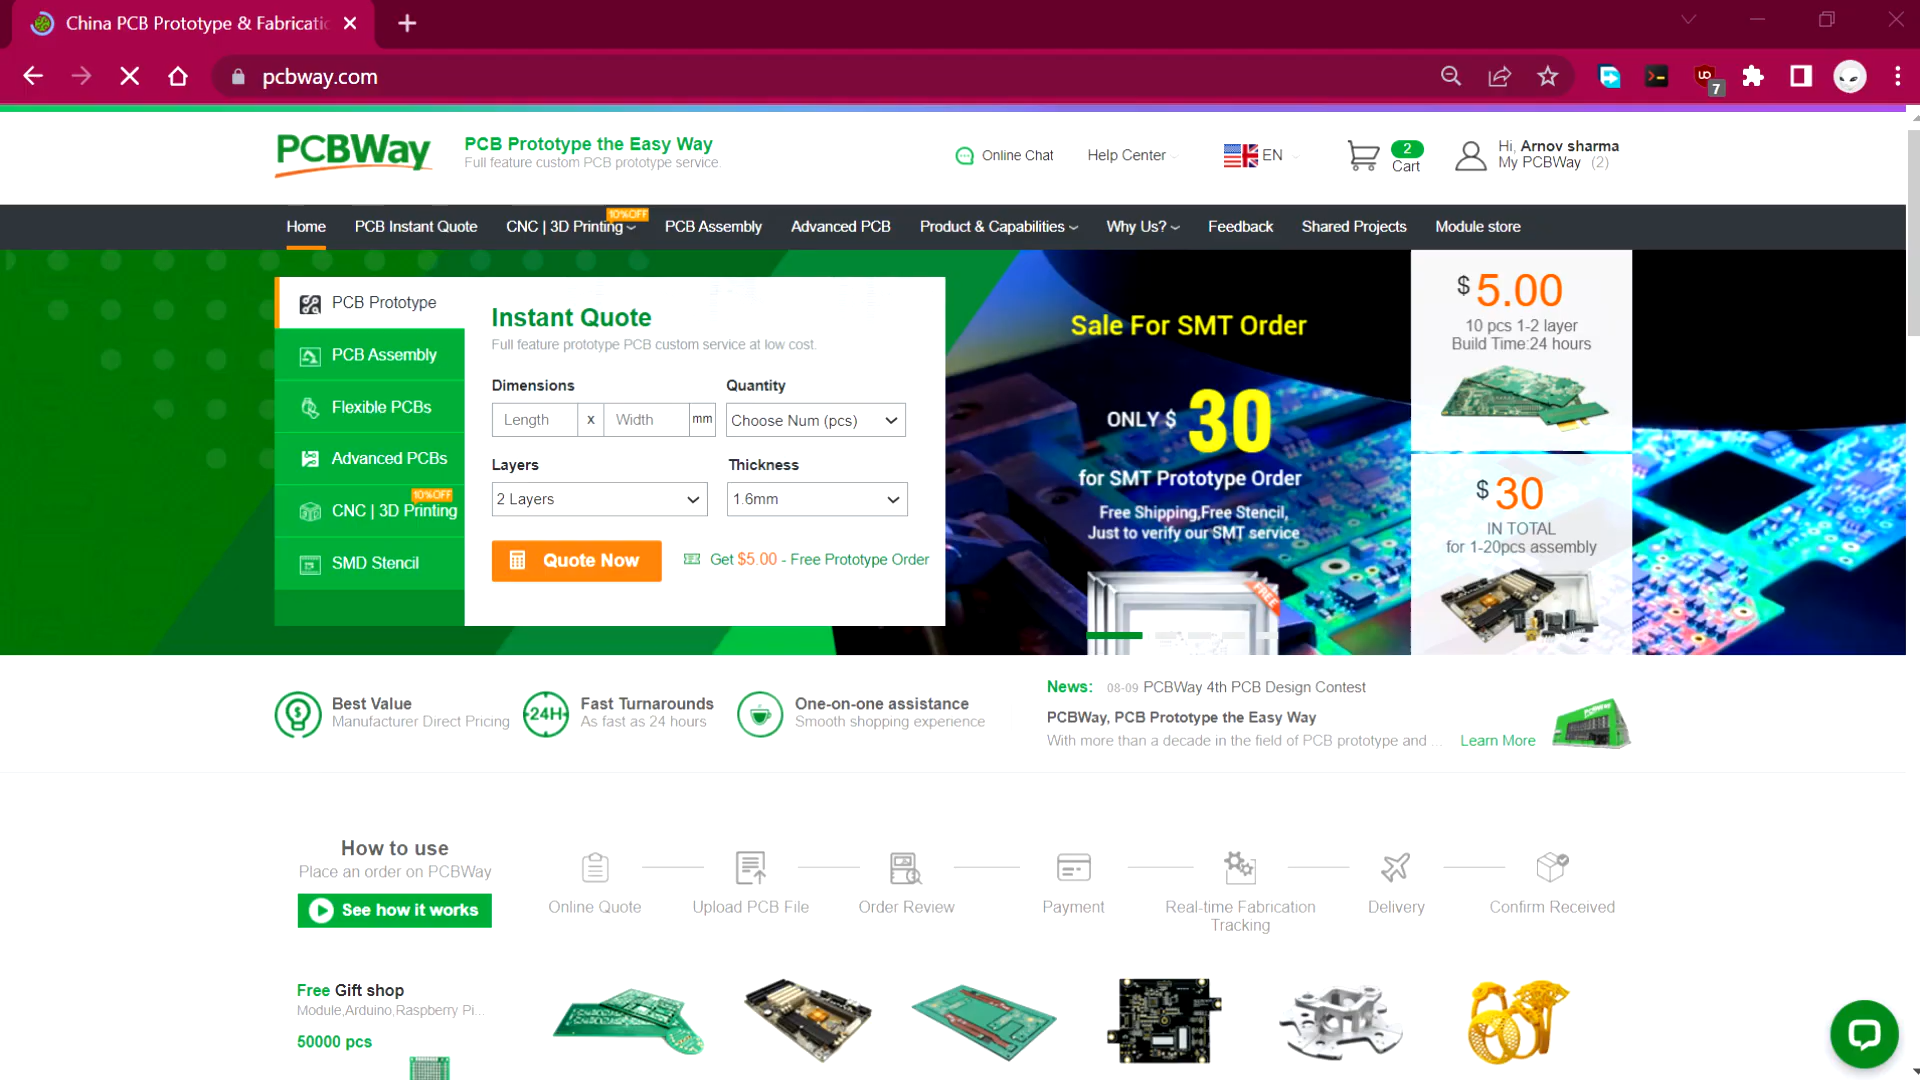 China PCB Prototype & Fabricatio
pcbway.com
7
PCBWay
PCB Prototype the Easy Way
Full feature custom PCB prototype service.
Online Chat
Help Center
EN
2
Cart
Hi, Arnov sharma
My PCBWay (2)
Home
PCB Instant Quote
CNC | 3D Printing
10%OFF
PCB Assembly
Advanced PCB
Product & Capabilities
Why Us?
Feedback
Shared Projects
Module store
PCB Prototype
PCB Assembly
Flexible PCBs
Advanced PCBs
10%OFF
CNC | 3D Printing
SMD Stencil
Instant Quote
Full feature prototype PCB custom service at low cost.
Dimensions
Quantity
Length
x
Width
mm
Choose Num (pcs)
Layers
Thickness
2 Layers
1.6mm
Quote Now
Get $5.00 - Free Prototype Order
Sale For SMT Order
ONLY $ 30
for SMT Prototype Order
Free Shipping,Free Stencil,
Just to verify our SMT service
FREE
$ 5.00
10 pcs 1-2 layer
Build Time:24 hours
$ 30
IN TOTAL
for 1-20pcs assembly
Best Value
Manufacturer Direct Pricing
24H
Fast Turnarounds
As fast as 24 hours
One-on-one assistance
Smooth shopping experience
News: 08-09 PCBWay 4th PCB Design Contest
PCBWay, PCB Prototype the Easy Way
With more than a decade in the field of PCB prototype and ...
Learn More
PCBWay
How to use
Place an order on PCBWay
See how it works
Online Quote
Upload PCB File
Order Review
Payment
Real-time Fabrication
Tracking
Delivery
Confirm Received
Free Gift shop
Module,Arduino,Raspberry Pi...
50000 pcs